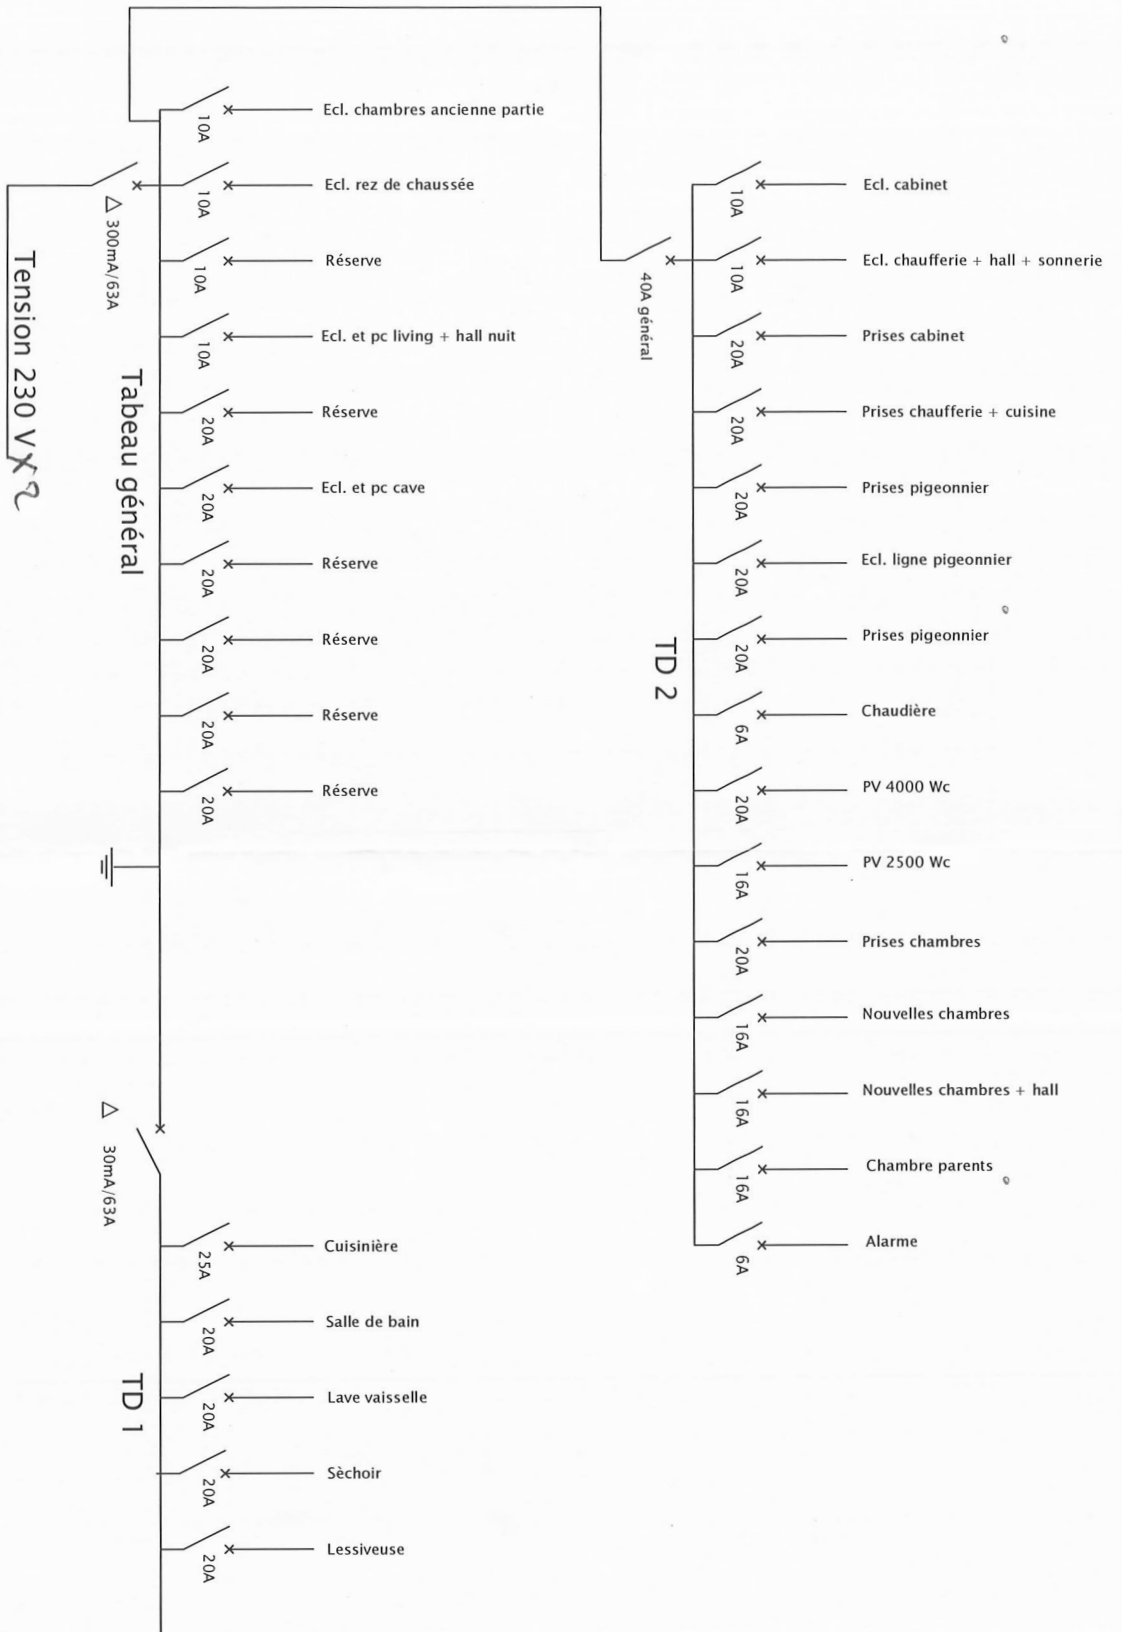 Ecl. chambres ancienne partie
10A
Ecl. rez de chaussée
10A
Réserve
10A
Ecl. et pc living + hall nuit
10A
Réserve
20A
Ecl. et pc cave
20A
Réserve
20A
Réserve
20A
Réserve
20A
Réserve
20A
△ 300mA/63A
Tension 230 V x2
Tabeau général
△ 30mA/63A
Cuisinière
25A
Salle de bain
20A
Lave vaisselle
20A
Sèchoir
20A
Lessiveuse
20A
TD 1
40A général
Ecl. cabinet
10A
Ecl. chaufferie + hall + sonnerie
10A
Prises cabinet
20A
Prises chaufferie + cuisine
20A
Prises pigeonnier
20A
Ecl. ligne pigeonnier
20A
Prises pigeonnier
20A
Chaudière
6A
PV 4000 Wc
20A
PV 2500 Wc
16A
Prises chambres
20A
Nouvelles chambres
16A
Nouvelles chambres + hall
16A
Chambre parents
16A
Alarme
6A
TD 2